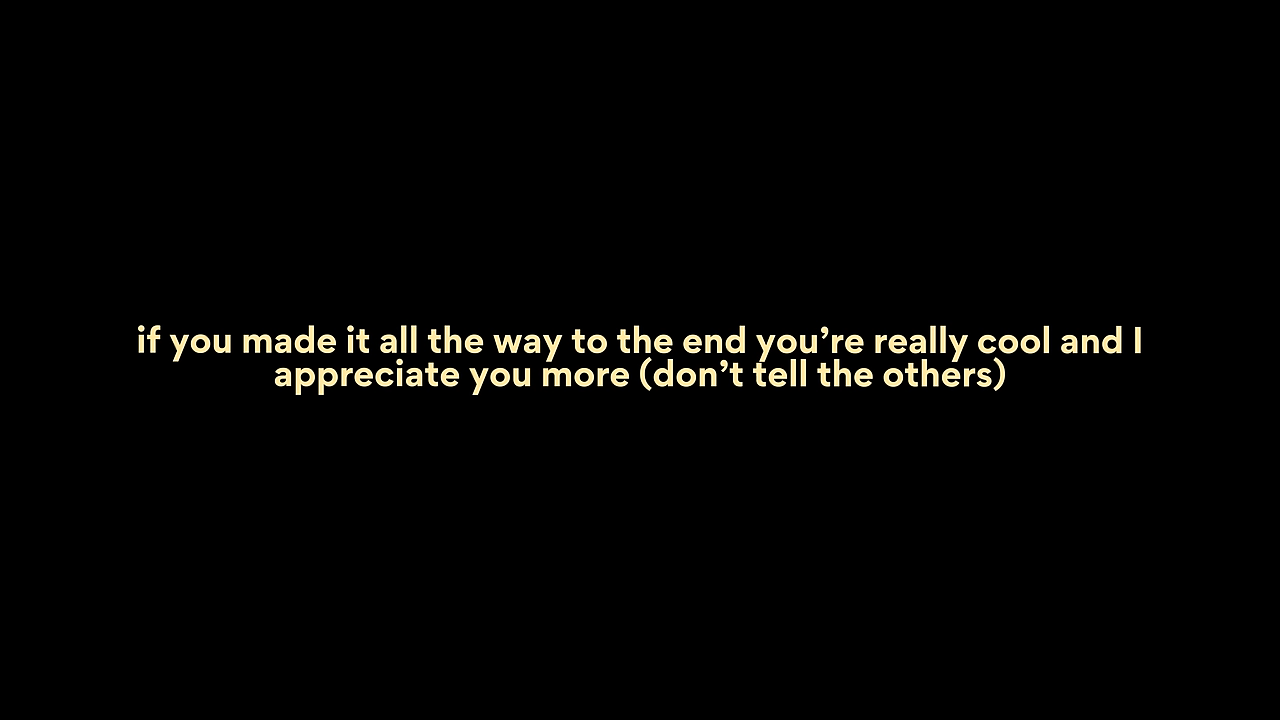 if you made it all the way to the end you’re really cool and I
appreciate you more (don’t tell the others)